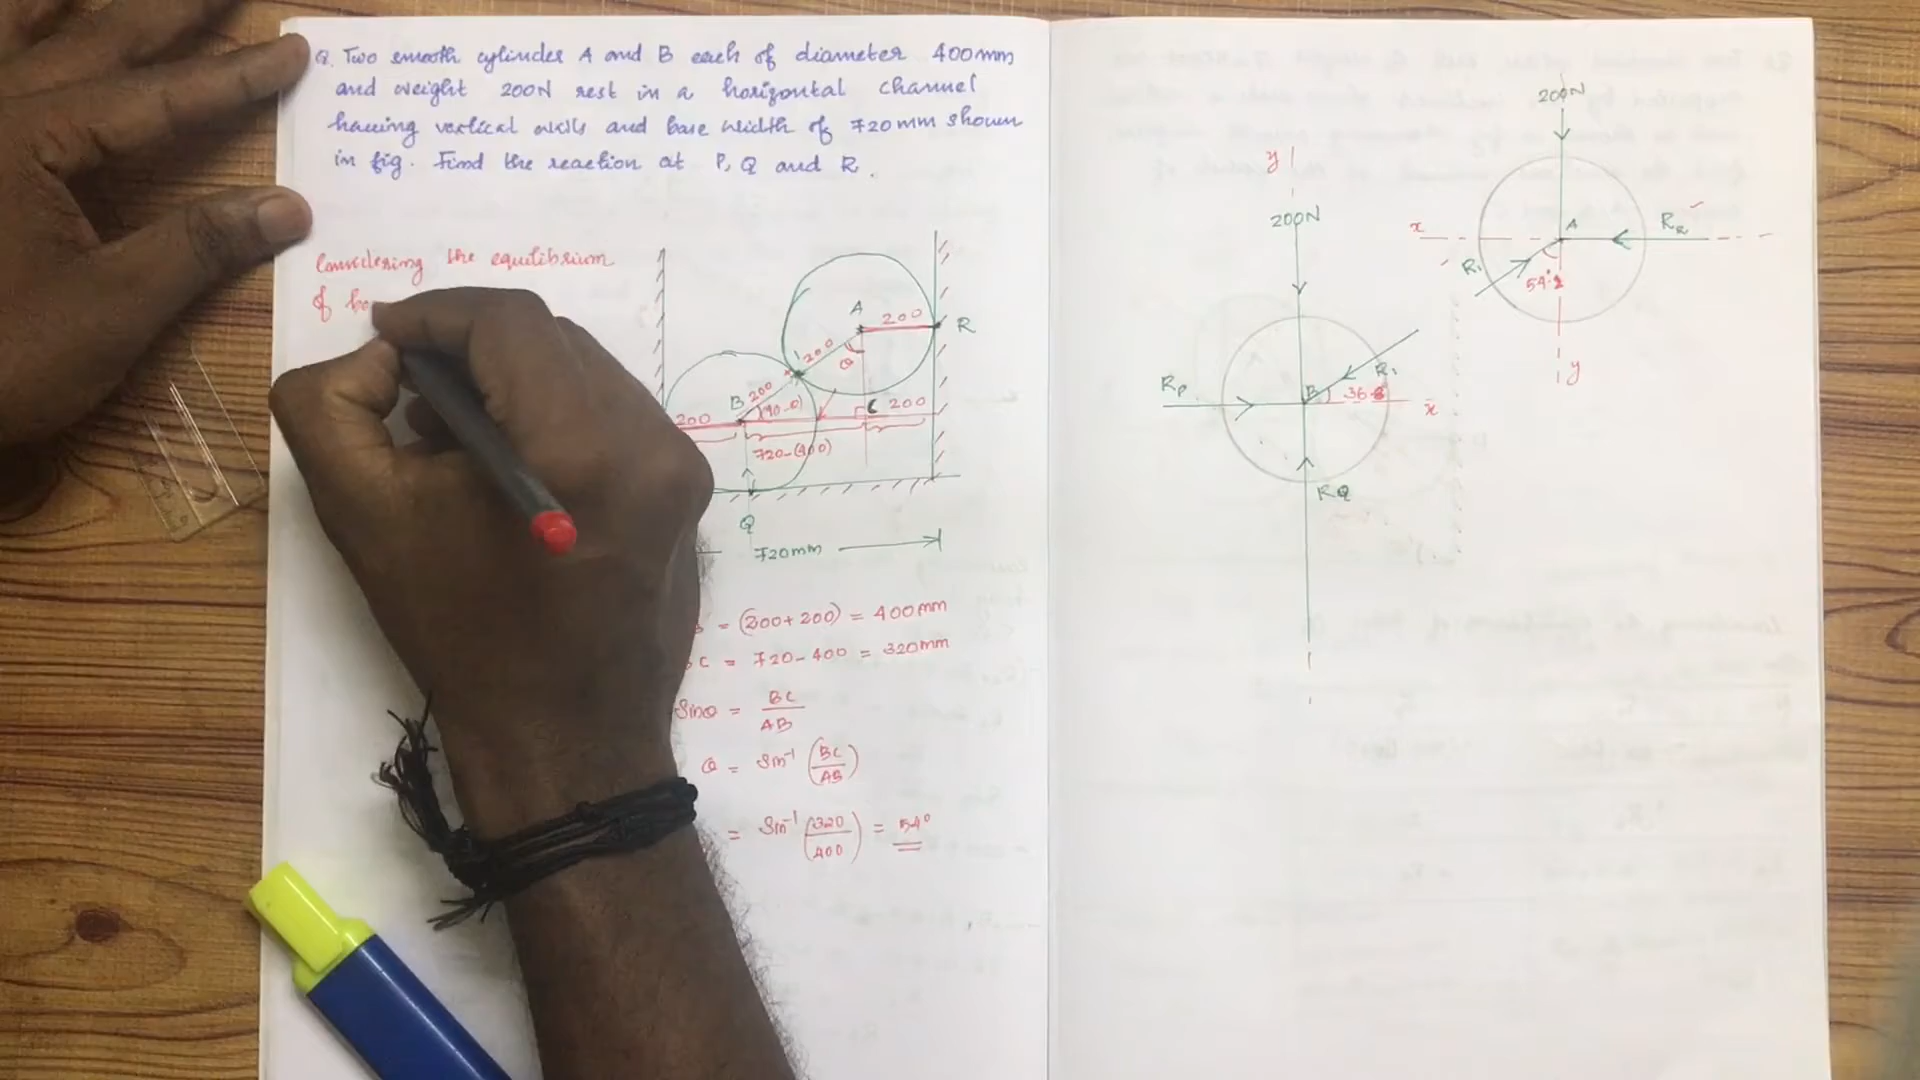 Q. Two smooth cylinder A and B each of diameter 400mm
and weight 200N rest in a horizontal channel
having vertical walls and base width of 720mm shown
in fig. Find the reaction at P, Q and R.
Considering the equilibrium
of
A
200
R
200
θ
1
200
B
(90-θ)
C
200
200
720-(400)
Q
720mm
= (200+200) = 400mm
C = 720-400 = 320mm
Sinθ = BC/AB
θ = Sin⁻¹ (BC/AB)
= Sin⁻¹ (320/400) = 54°
200N
y
200N
x
A
RR
R1
54.2
y
RP
B
R1
36.8
x
RQ